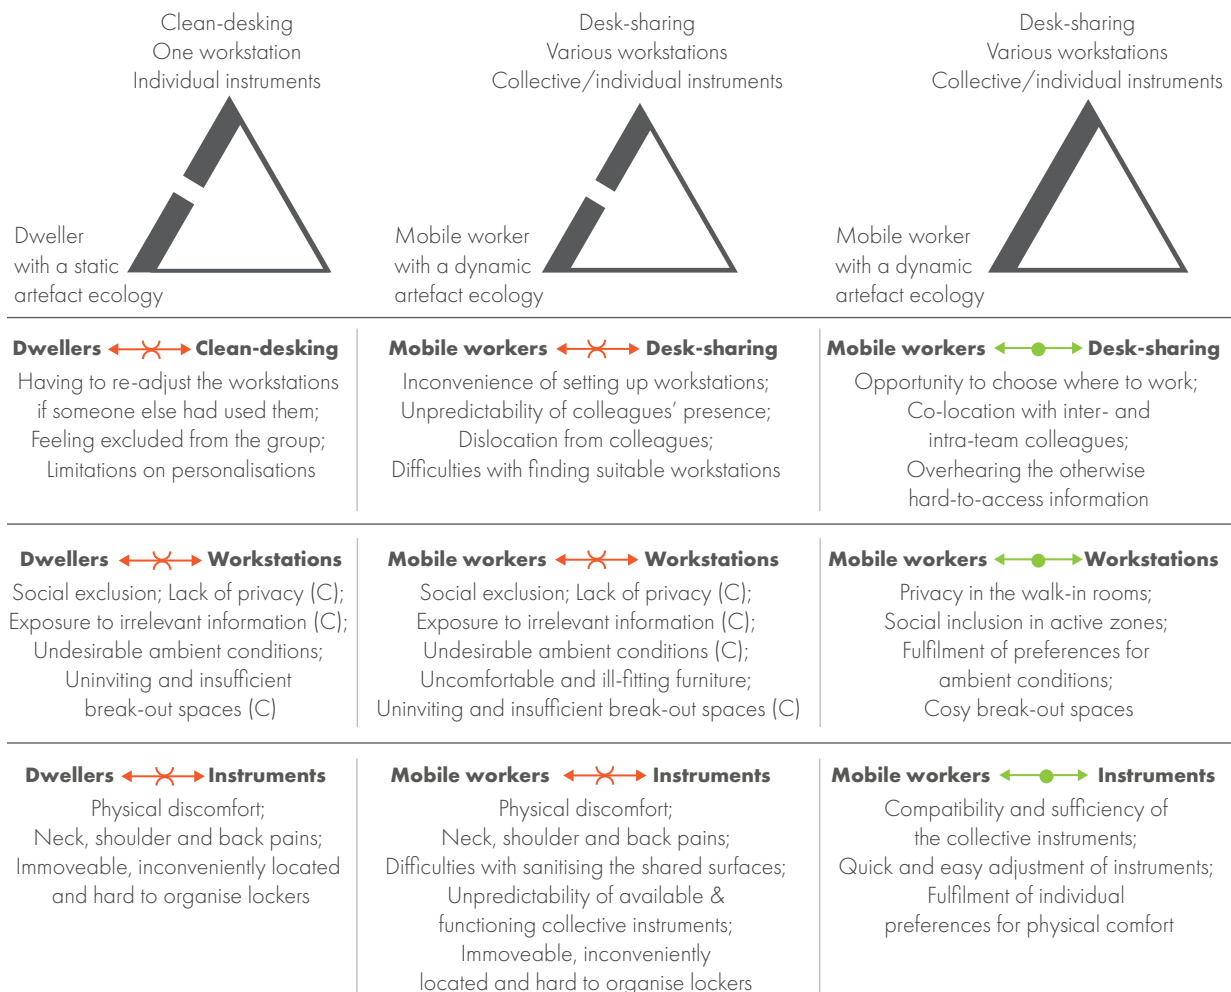 Clean-desking
One workstation
Individual instruments
Desk-sharing
Various workstations
Collective/individual instruments
Desk-sharing
Various workstations
Collective/individual instruments
Dweller
with a static
artefact ecology
Mobile worker
with a dynamic
artefact ecology
Mobile worker
with a dynamic
artefact ecology
Dwellers Clean-desking
Having to re-adjust the workstations
if someone else had used them;
Feeling excluded from the group;
Limitations on personalisations
Mobile workers Desk-sharing
Inconvenience of setting up workstations;
Unpredictability of colleagues' presence;
Dislocation from colleagues;
Difficulties with finding suitable workstations
Mobile workers Desk-sharing
Opportunity to choose where to work;
Co-location with inter- and
intra-team colleagues;
Overhearing the otherwise
hard-to-access information
Dwellers Workstations
Social exclusion; Lack of privacy (C);
Exposure to irrelevant information (C);
Undesirable ambient conditions;
Uninviting and insufficient
break-out spaces (C)
Mobile workers Workstations
Social exclusion; Lack of privacy (C);
Exposure to irrelevant information (C);
Undesirable ambient conditions (C);
Uncomfortable and ill-fitting furniture;
Uninviting and insufficient break-out spaces (C)
Mobile workers Workstations
Privacy in the walk-in rooms;
Social inclusion in active zones;
Fulfilment of preferences for
ambient conditions;
Cosy break-out spaces
Dwellers Instruments
Physical discomfort;
Neck, shoulder and back pains;
Immoveable, inconveniently located
and hard to organise lockers
Mobile workers Instruments
Physical discomfort;
Neck, shoulder and back pains;
Difficulties with sanitising the shared surfaces;
Unpredictability of available &
functioning collective instruments;
Immoveable, inconveniently
located and hard to organise lockers
Mobile workers Instruments
Compatibility and sufficiency of
the collective instruments;
Quick and easy adjustment of instruments;
Fulfilment of individual
preferences for physical comfort